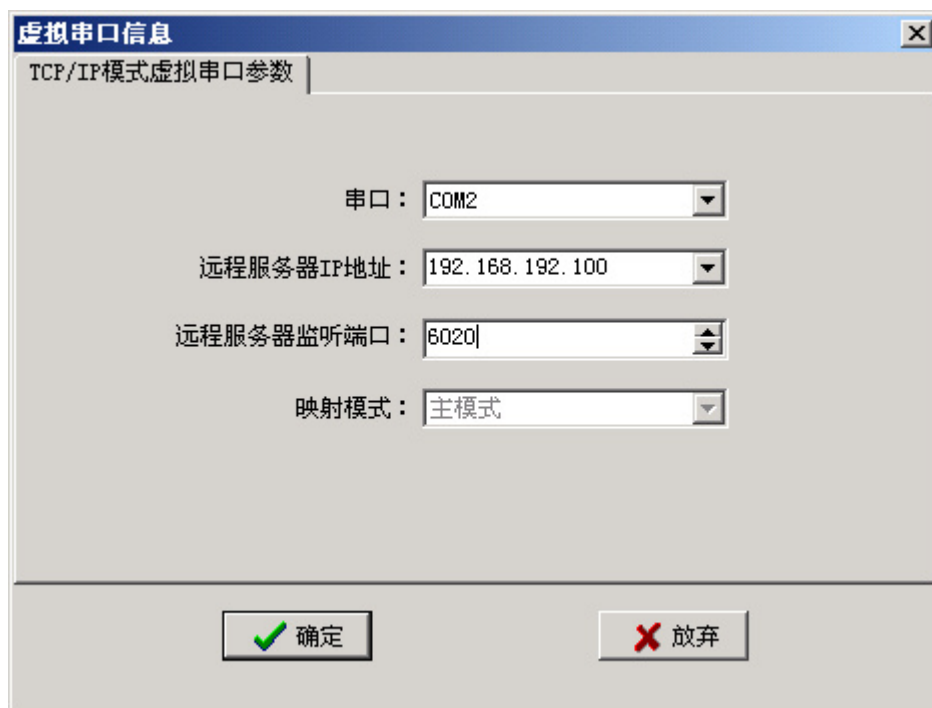 虚拟串口信息
TCP/IP模式虚拟串口参数
串口：COM2
远程服务器IP地址：192.168.192.100
远程服务器监听端口：6020
映射模式：主模式
确定 放弃